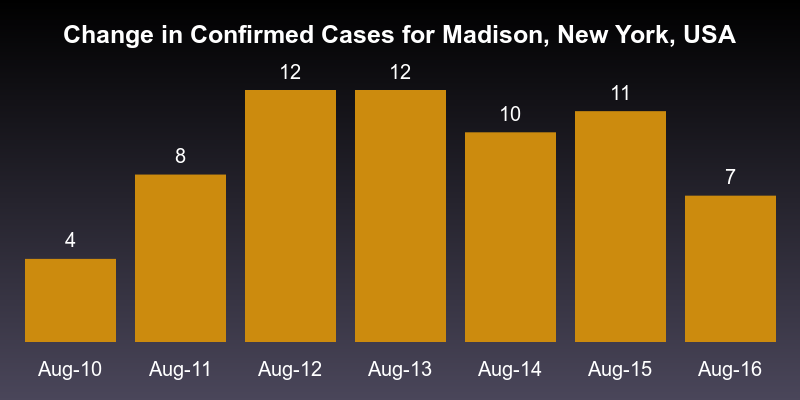 Change in Confirmed Cases for Madison, New York, USA
4
8
12
12
10
11
7
Aug-10
Aug-11
Aug-12
Aug-13
Aug-14
Aug-15
Aug-16